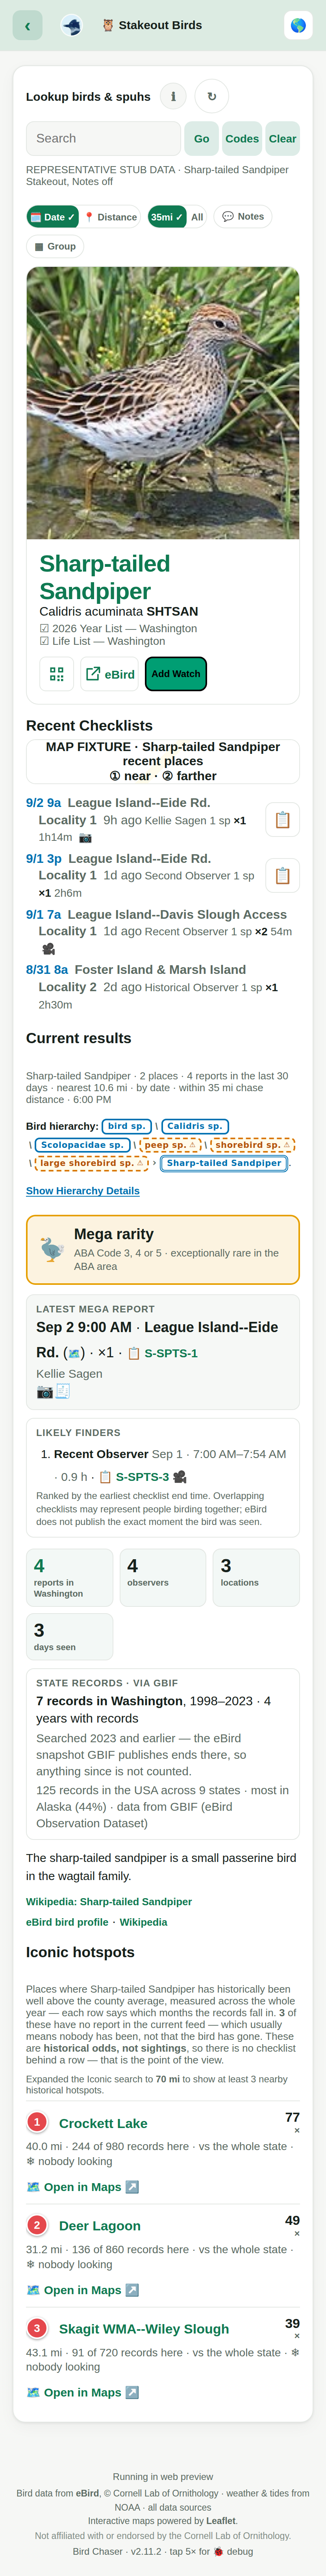 ‹ 🦉 Stakeout Birds 🌎
Lookup birds & spuhs ℹ ↻
Search Go Codes Clear
REPRESENTATIVE STUB DATA · Sharp-tailed Sandpiper
Stakeout, Notes off
🗓️ Date ✓ 📍 Distance 35mi ✓ All 💬 Notes
▦ Group
Sharp-tailed
Sandpiper
Calidris acuminata SHTSAN
☑ 2026 Year List — Washington
☑ Life List — Washington
eBird Add Watch
Recent Checklists
MAP FIXTURE · Sharp-tailed Sandpiper
recent places
① near · ② farther
9/2 9a League Island--Eide Rd.
Locality 1 9h ago Kellie Sagen 1 sp ×1
1h14m 📷 📋
9/1 3p League Island--Eide Rd.
Locality 1 1d ago Second Observer 1 sp
×1 2h6m 📋
9/1 7a League Island--Davis Slough Access
Locality 1 1d ago Recent Observer 1 sp ×2 54m
🎥
8/31 8a Foster Island & Marsh Island
Locality 2 2d ago Historical Observer 1 sp ×1
2h30m
Current results
Sharp-tailed Sandpiper · 2 places · 4 reports in the last 30
days · nearest 10.6 mi · by date · within 35 mi chase
distance · 6:00 PM
Bird hierarchy: bird sp. \ Calidris sp.
\ Scolopacidae sp. \ peep sp. ⚠ \ shorebird sp. ⚠
\ large shorebird sp. ⚠ › Sharp-tailed Sandpiper .
Show Hierarchy Details
🦤 Mega rarity
ABA Code 3, 4 or 5 · exceptionally rare in the
ABA area
LATEST MEGA REPORT
Sep 2 9:00 AM · League Island--Eide
Rd. (🗺️) · ×1 · 📋 S-SPTS-1
Kellie Sagen
📷🧾
LIKELY FINDERS
1. Recent Observer Sep 1 · 7:00 AM–7:54 AM
· 0.9 h · 📋 S-SPTS-3 🎥
Ranked by the earliest checklist end time. Overlapping
checklists may represent people birding together; eBird
does not publish the exact moment the bird was seen.
4
reports in
Washington
4
observers
3
locations
3
days seen
STATE RECORDS · VIA GBIF
7 records in Washington, 1998–2023 · 4
years with records
Searched 2023 and earlier — the eBird
snapshot GBIF publishes ends there, so
anything since is not counted.
125 records in the USA across 9 states · most in
Alaska (44%) · data from GBIF (eBird
Observation Dataset)
The sharp-tailed sandpiper is a small passerine bird
in the wagtail family.
Wikipedia: Sharp-tailed Sandpiper
eBird bird profile · Wikipedia
Iconic hotspots
Places where Sharp-tailed Sandpiper has historically been
well above the county average, measured across the whole
year — each row says which months the records fall in. 3 of
these have no report in the current feed — which usually
means nobody has been, not that the bird has gone. These
are historical odds, not sightings, so there is no checklist
behind a row — that is the point of the view.
Expanded the Iconic search to 70 mi to show at least 3 nearby
historical hotspots.
1 Crockett Lake 77
×
40.0 mi · 244 of 980 records here · vs the whole state ·
❄ nobody looking
🗺️ Open in Maps ↗️
2 Deer Lagoon 49
×
31.2 mi · 136 of 860 records here · vs the whole state ·
❄ nobody looking
🗺️ Open in Maps ↗️
3 Skagit WMA--Wiley Slough 39
×
43.1 mi · 91 of 720 records here · vs the whole state · ❄
nobody looking
🗺️ Open in Maps ↗️
Running in web preview
Bird data from eBird, © Cornell Lab of Ornithology · weather & tides from
NOAA · all data sources
Interactive maps powered by Leaflet.
Not affiliated with or endorsed by the Cornell Lab of Ornithology.
Bird Chaser · v2.11.2 · tap 5× for 🐞 debug